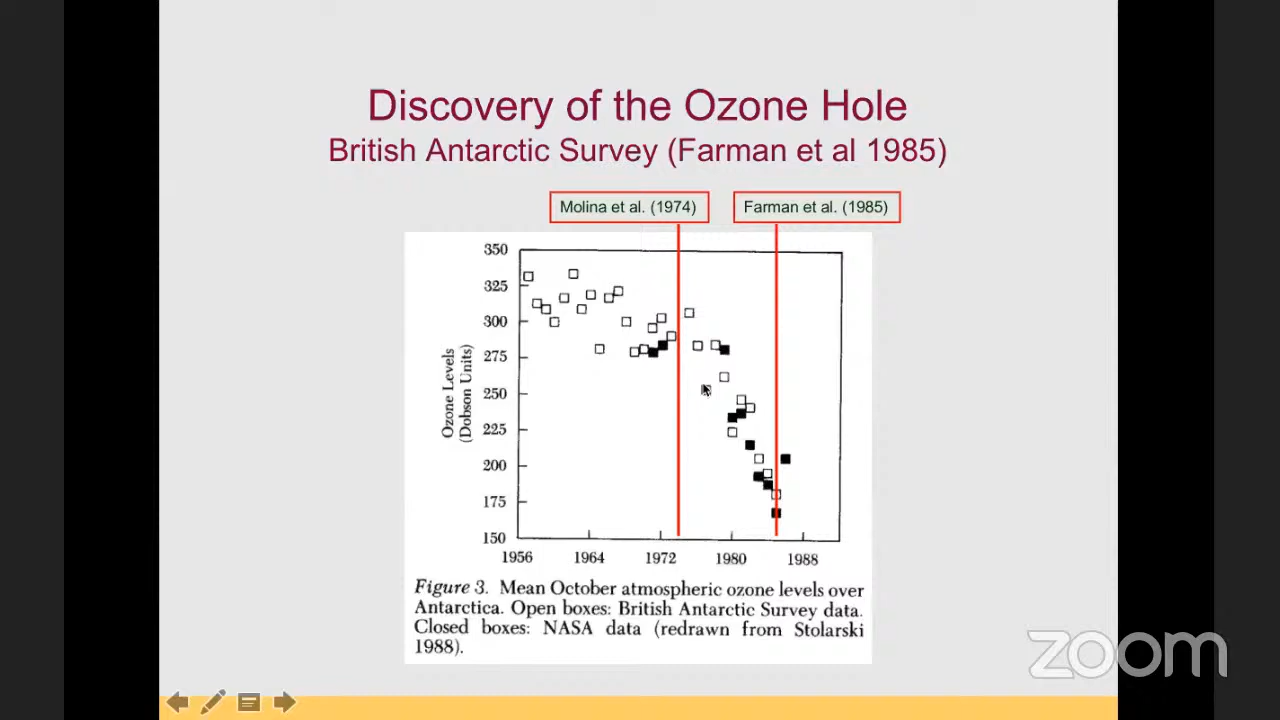 Discovery of the Ozone Hole
British Antarctic Survey (Farman et al 1985)
Molina et al. (1974)
Farman et al. (1985)
350
325
300
275
250
225
200
175
150
Ozone Levels
(Dobson Units)
1956
1964
1972
1980
1988
Figure 3. Mean October atmospheric ozone levels over
Antarctica. Open boxes: British Antarctic Survey data.
Closed boxes: NASA data (redrawn from Stolarski
1988).
zoom